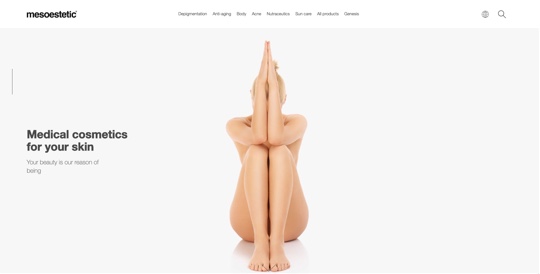 mesoestetic
Depigmentation Anti-aging Body Acne Nutraceutics Sun care All products Genesis
Medical cosmetics
for your skin
Your beauty is our reason of
being